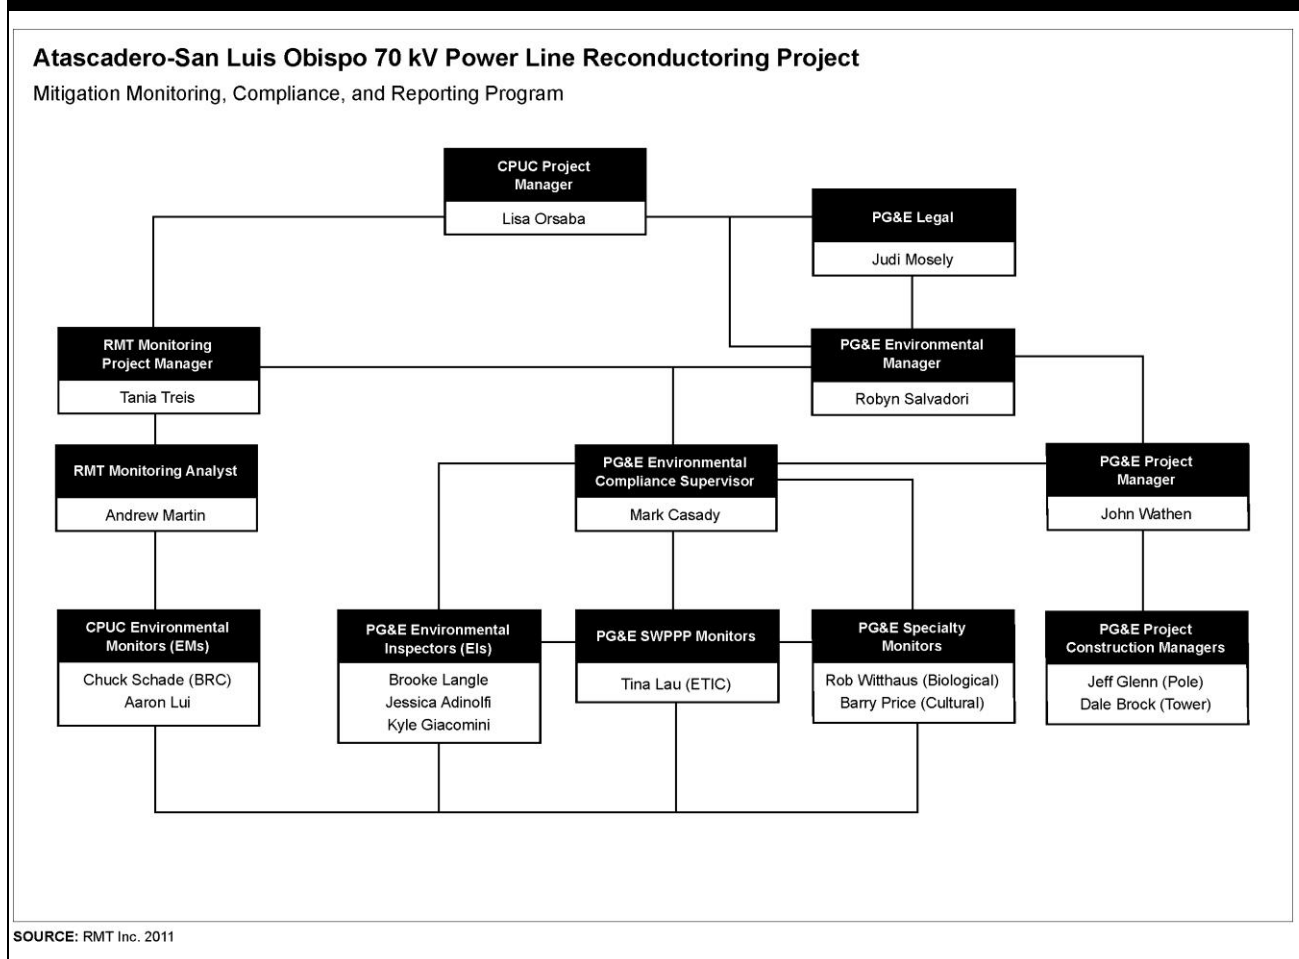 Atascadero-San Luis Obispo 70 kV Power Line Reconductoring Project
Mitigation Monitoring, Compliance, and Reporting Program
CPUC Project
Manager
Lisa Orsaba
PG&E Legal
Judi Mosely
RMT Monitoring
Project Manager
Tania Treis
PG&E Environmental
Manager
Robyn Salvadori
RMT Monitoring Analyst
Andrew Martin
PG&E Environmental
Compliance Supervisor
Mark Casady
PG&E Project
Manager
John Wathen
CPUC Environmental
Monitors (EMs)
Chuck Schade (BRC)
Aaron Lui
PG&E Environmental
Inspectors (EIs)
Brooke Langle
Jessica Adinolfi
Kyle Giacomini
PG&E SWPPP Monitors
Tina Lau (ETIC)
PG&E Specialty
Monitors
Rob Witthaus (Biological)
Barry Price (Cultural)
PG&E Project
Construction Managers
Jeff Glenn (Pole)
Dale Brock (Tower)
SOURCE: RMT Inc. 2011